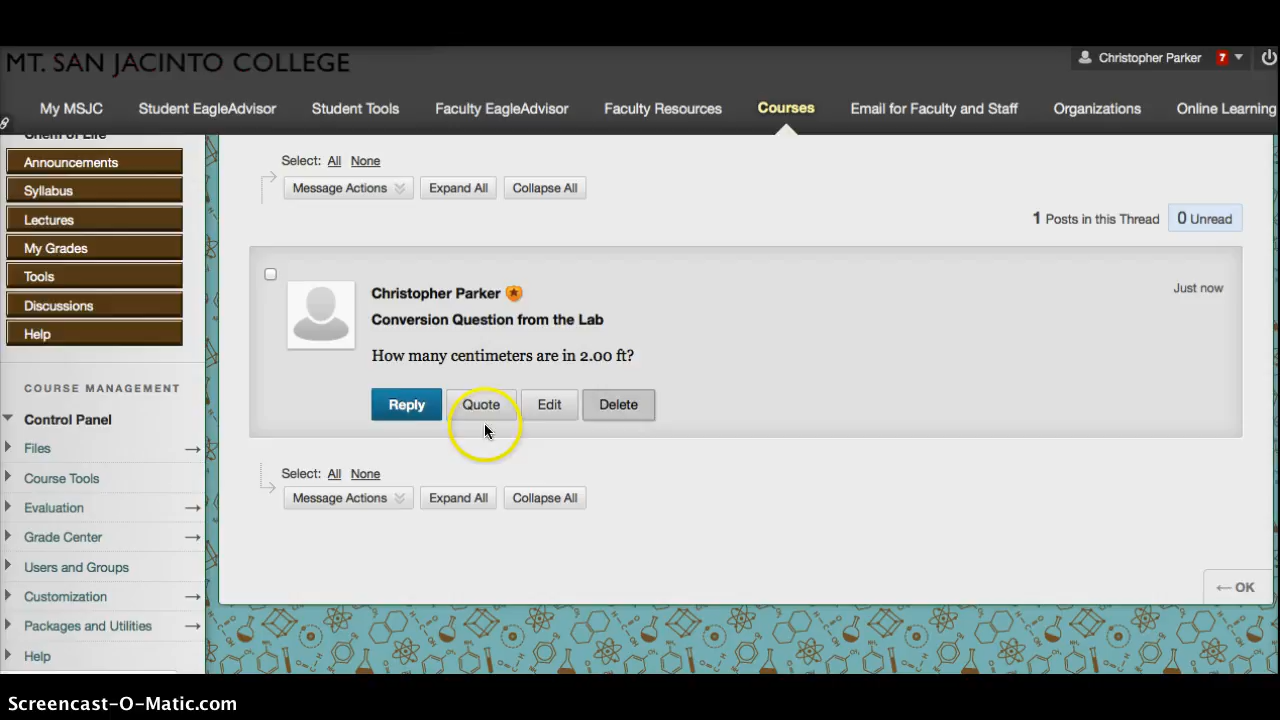 MT. SAN JACINTO COLLEGE
Christopher Parker 7
My MSJC Student EagleAdvisor Student Tools Faculty EagleAdvisor Faculty Resources Courses Email for Faculty and Staff Organizations Online Learning
Chem of Life
Announcements
Syllabus
Lectures
My Grades
Tools
Discussions
Help
COURSE MANAGEMENT
Control Panel
Files
Course Tools
Evaluation
Grade Center
Users and Groups
Customization
Packages and Utilities
Help
Select: All None
Message Actions Expand All Collapse All
1 Posts in this Thread 0 Unread
Christopher Parker
Just now
Conversion Question from the Lab
How many centimeters are in 2.00 ft?
Reply Quote Edit Delete
Select: All None
Message Actions Expand All Collapse All
← OK
Screencast-O-Matic.com